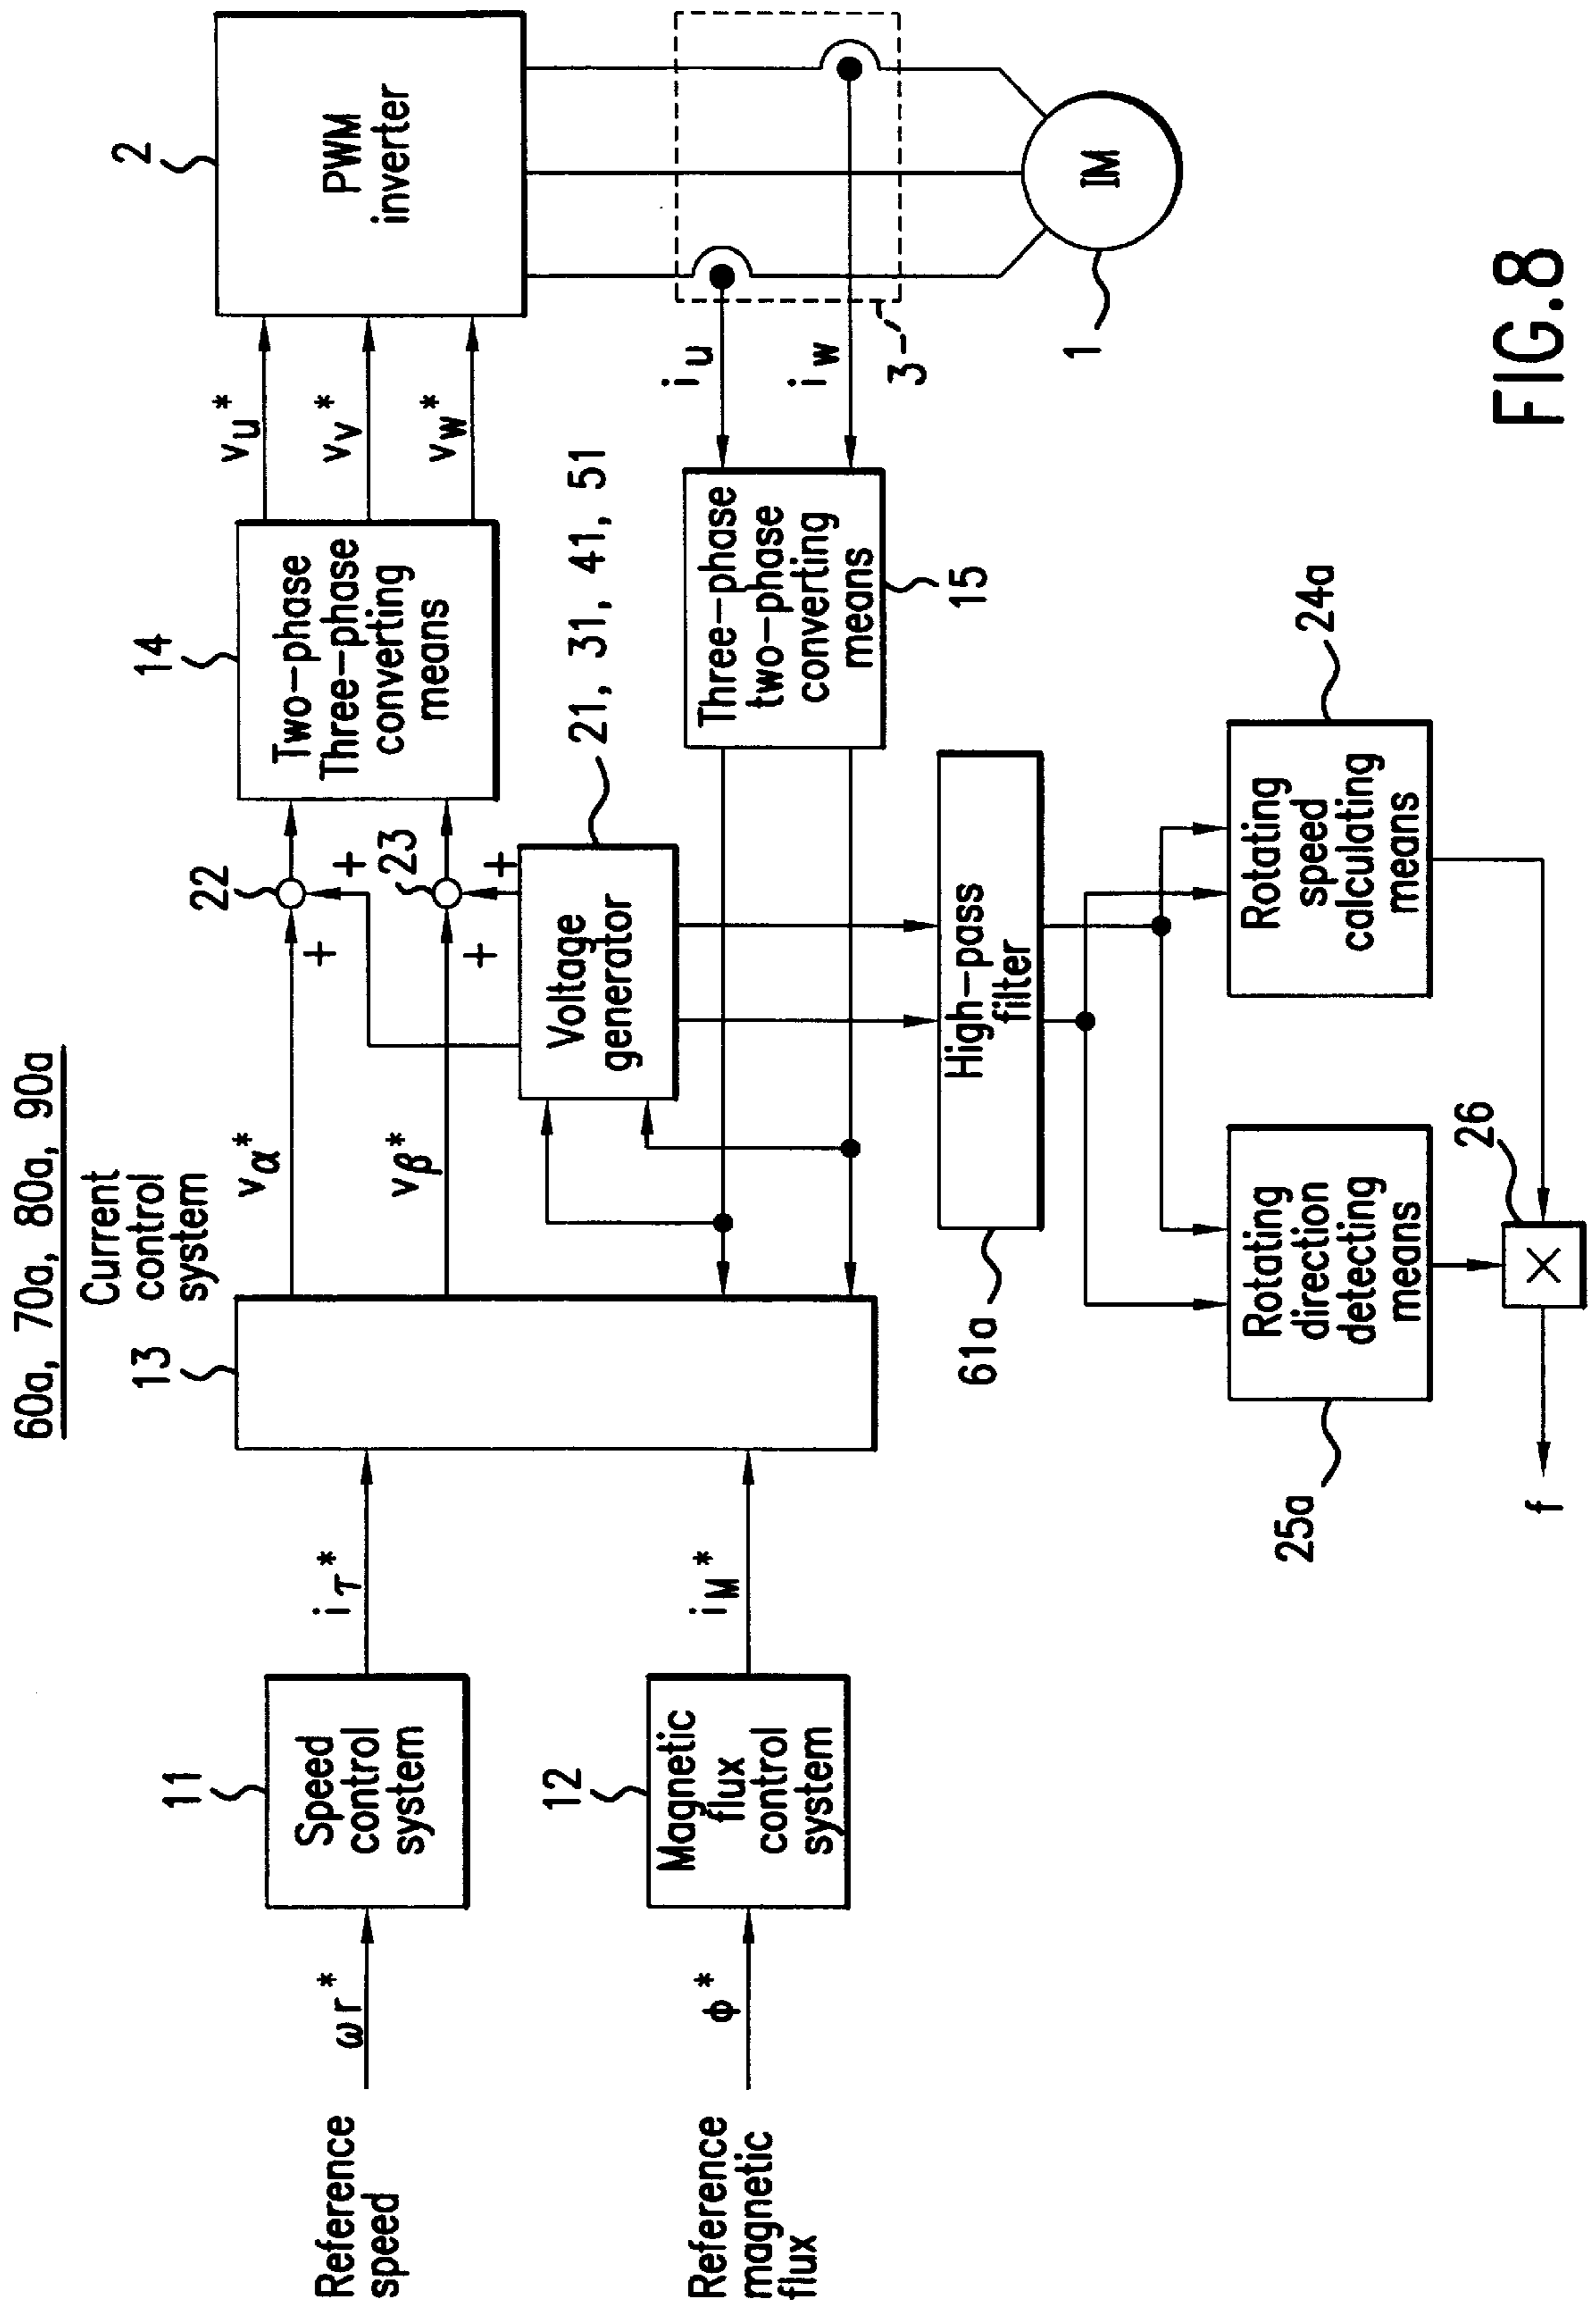 60a, 70a, 80a, 90a
Current
control
system
13
11
12
14
2
Reference
speed
ωr*
Speed
control
system
iτ*
Reference
magnetic
flux
ϕ*
Magnetic
flux
control
system
iM*
vα*
vβ*
22
+
+
23
+
+
Two-phase
Three-phase
converting
means
vu*
vv*
vw*
PWM
inverter
Voltage
generator
21, 31, 41, 51
iu
iw
3
Three-phase
two-phase
converting
means
15
IM
1
High-pass
filter
61a
Rotating
direction
detecting
means
25a
Rotating
speed
calculating
means
24a
26
×
f
FIG.8